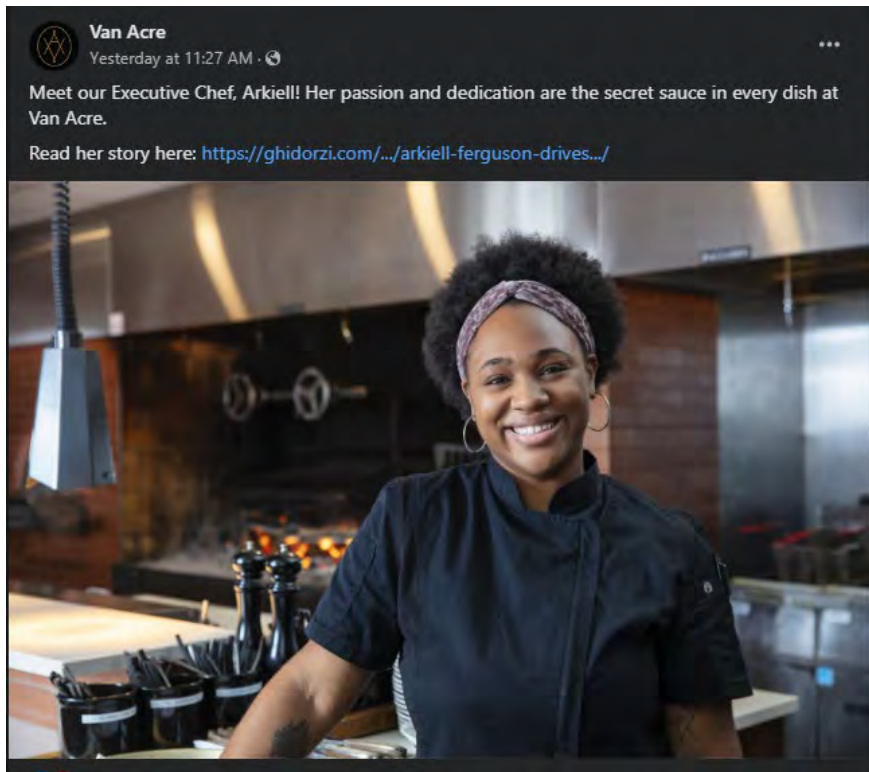 Van Acre
Yesterday at 11:27 AM ·
Meet our Executive Chef, Arkiell! Her passion and dedication are the secret sauce in every dish at
Van Acre.
Read her story here: https://ghidorzi.com/.../arkiell-ferguson-drives.../